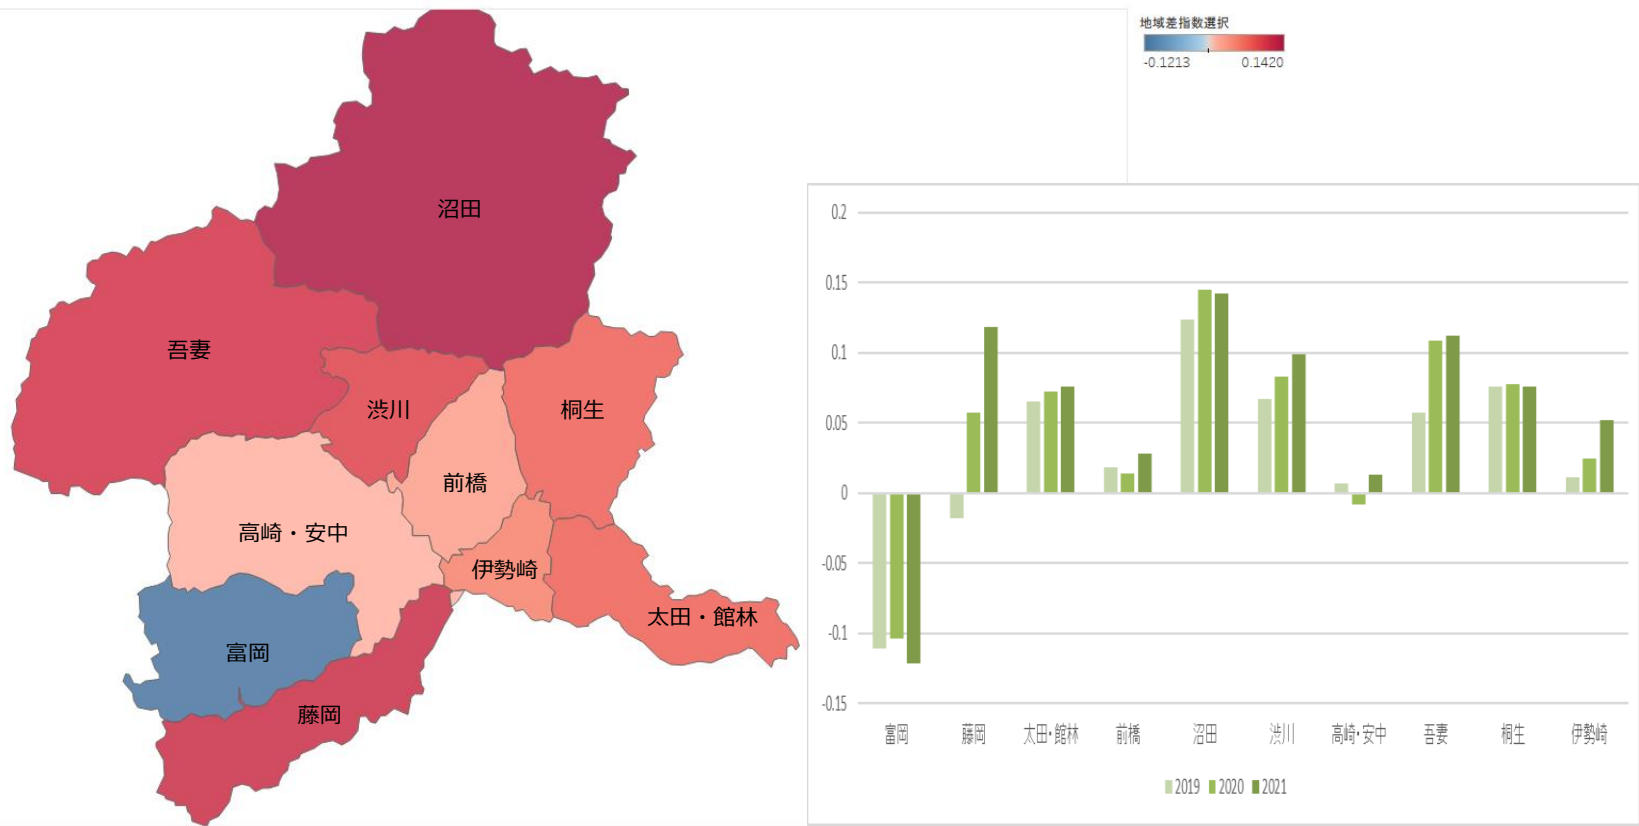 地域差指数選択
-0.1213 0.1420
沼田
吾妻
渋川
桐生
前橋
高崎・安中
伊勢崎
太田・館林
富岡
藤岡
0.2
0.15
0.1
0.05
0
-0.05
-0.1
-0.15
富岡 藤岡 太田・館林 前橋 沼田 渋川 高崎・安中 吾妻 桐生 伊勢崎
2019 2020 2021